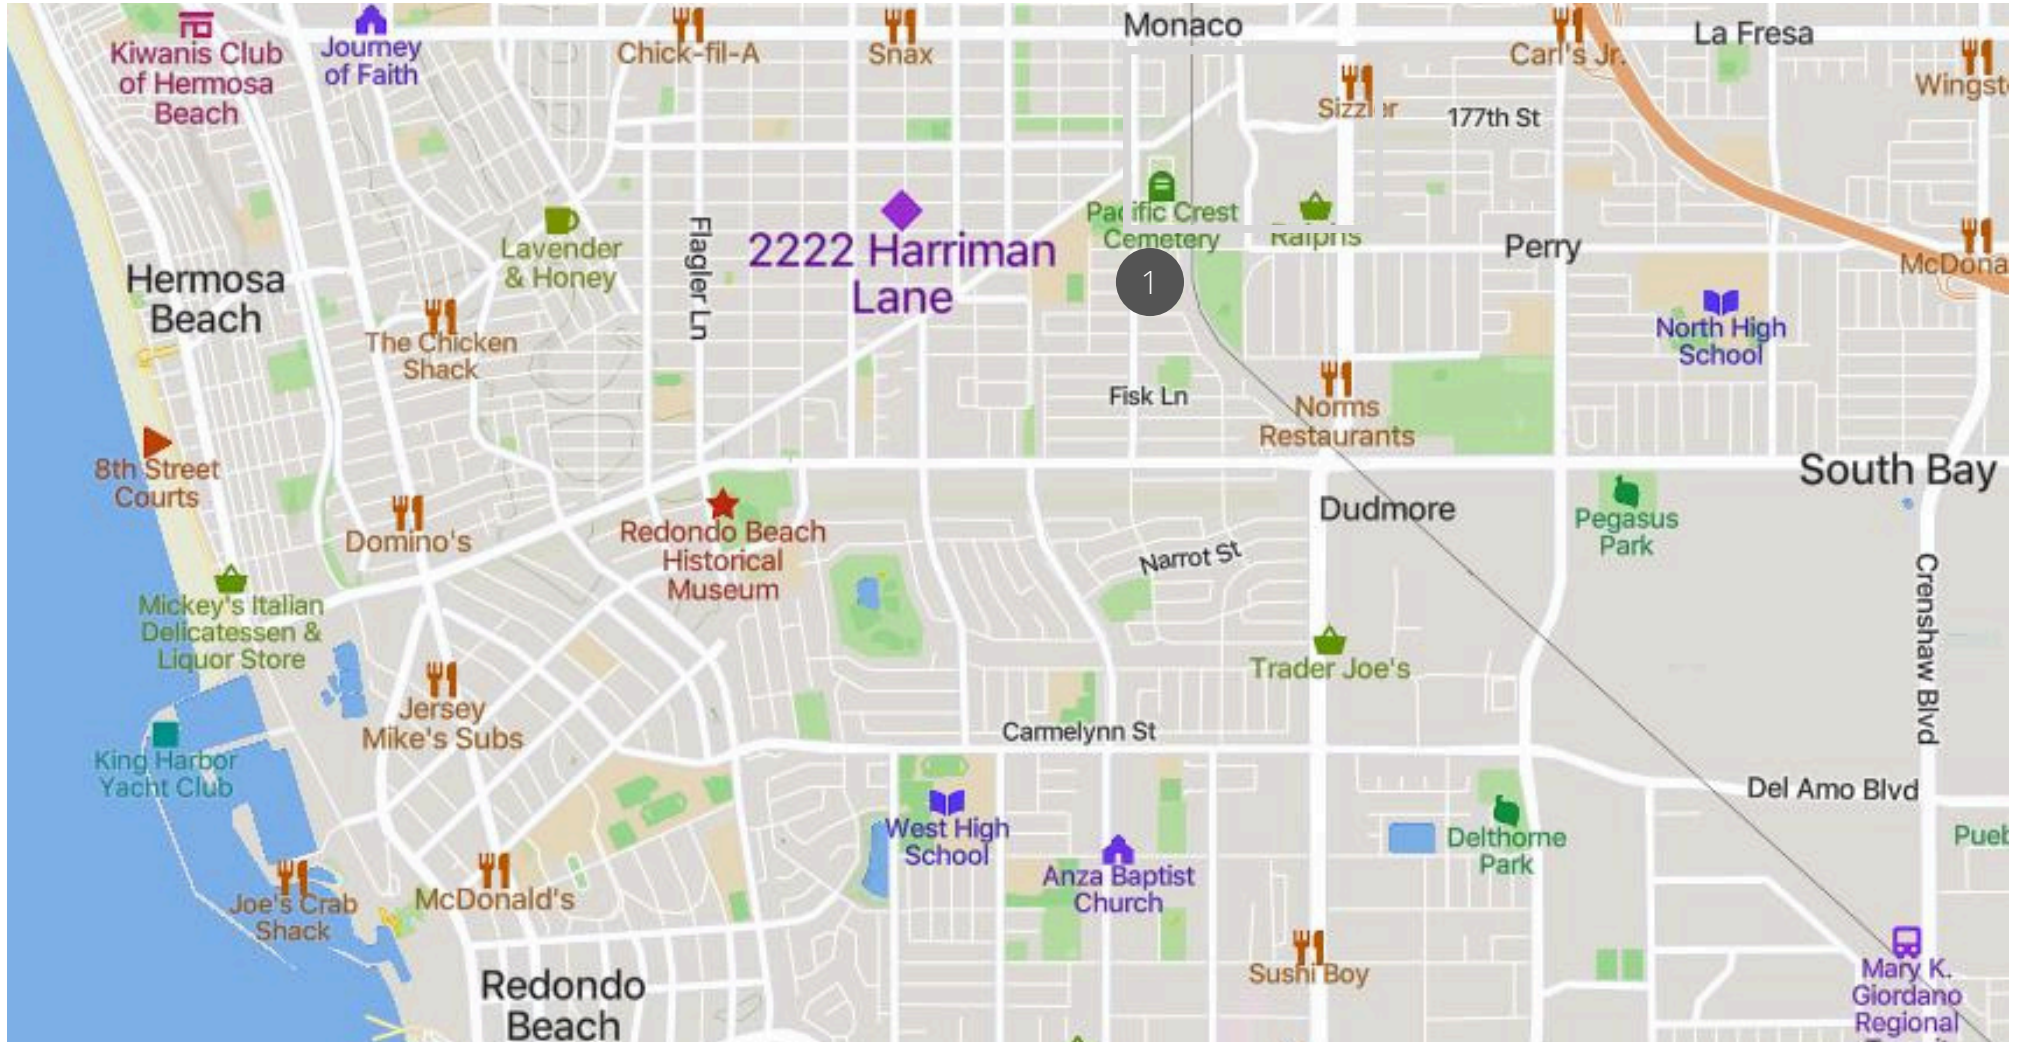 Monaco
La Fresa
Kiwanis Club
of Hermosa
Beach
Journey
of Faith
Chick-fil-A
Snax
Carl's Jr.
Sizzler
177th St
Pacific Crest
Cemetery
Ralphs
Lavender
& Honey
Flagler Ln
2222 Harriman
Lane
Perry
Hermosa
Beach
1
North High
School
The Chicken
Shack
Fisk Ln
Norms
Restaurants
8th Street
Courts
South Bay
Domino's
Redondo Beach
Historical
Museum
Dudmore
Pegasus
Park
Narrot St
Crenshaw Blvd
Mickey's Italian
Delicatessen &
Liquor Store
Trader Joe's
Jersey
Mike's Subs
King Harbor
Yacht Club
Carmelynn St
Del Amo Blvd
West High
School
Delthorne
Park
Anza Baptist
Church
Joe's Crab
Shack
McDonald's
Sushi Boy
Redondo
Beach
Mary K.
Giordano
Regional